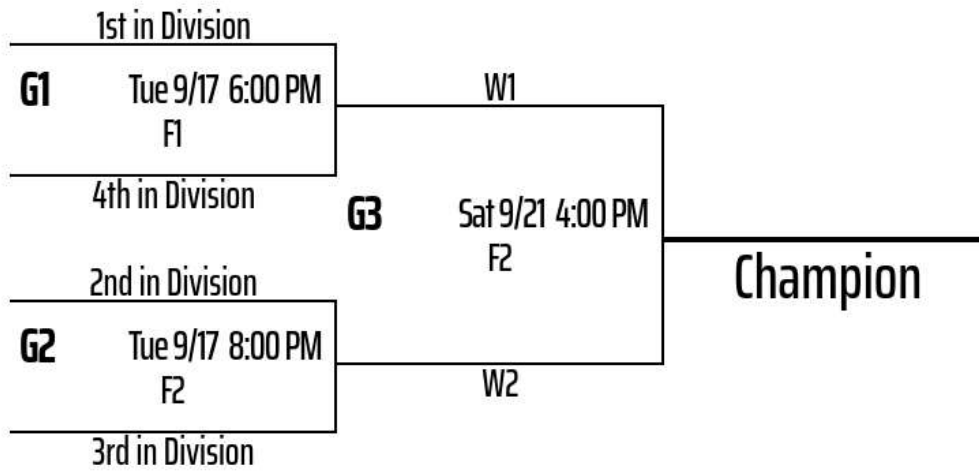 1st in Division
G1 Tue 9/17 6:00 PM
F1
4th in Division
W1
G3 Sat 9/21 4:00 PM
F2
Champion
2nd in Division
G2 Tue 9/17 8:00 PM
F2
3rd in Division
W2